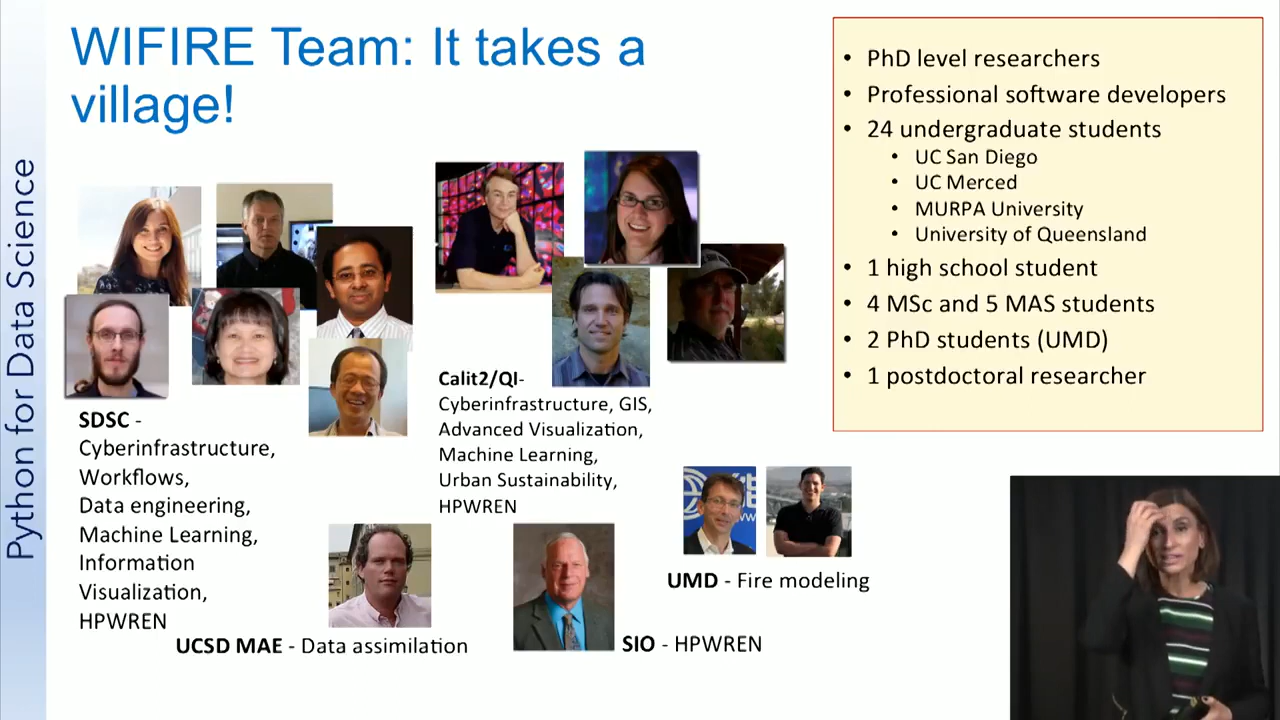 Python for Data Science
WIFIRE Team: It takes a
village!
SDSC -
Cyberinfrastructure,
Workflows,
Data engineering,
Machine Learning,
Information
Visualization,
HPWREN
Calit2/QI-
Cyberinfrastructure, GIS,
Advanced Visualization,
Machine Learning,
Urban Sustainability,
HPWREN
UMD - Fire modeling
UCSD MAE - Data assimilation
SIO - HPWREN
• PhD level researchers
• Professional software developers
• 24 undergraduate students
• UC San Diego
• UC Merced
• MURPA University
• University of Queensland
• 1 high school student
• 4 MSc and 5 MAS students
• 2 PhD students (UMD)
• 1 postdoctoral researcher